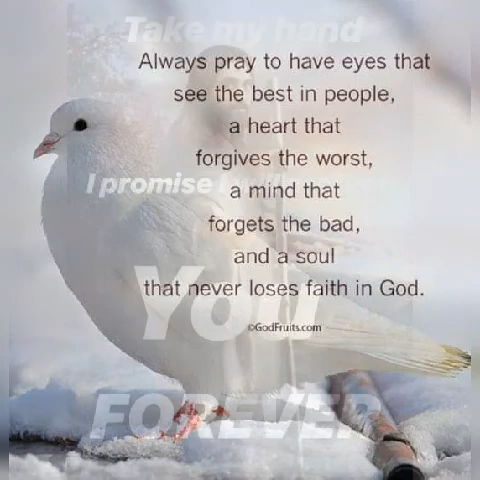 Take my hand
Always pray to have eyes that
see the best in people,
a heart that
forgives the worst,
I promise
a mind that
forgets the bad,
and a soul
that never loses faith in God.
You
©GodFruits.com
FOREVER